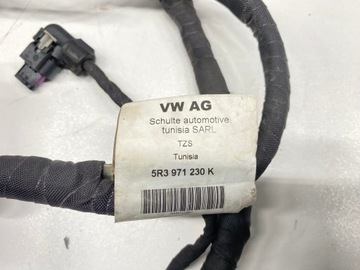 VW AG
Schulte automotive
tunisia SARL
TZS
Tunisia
5R3 971 230 K